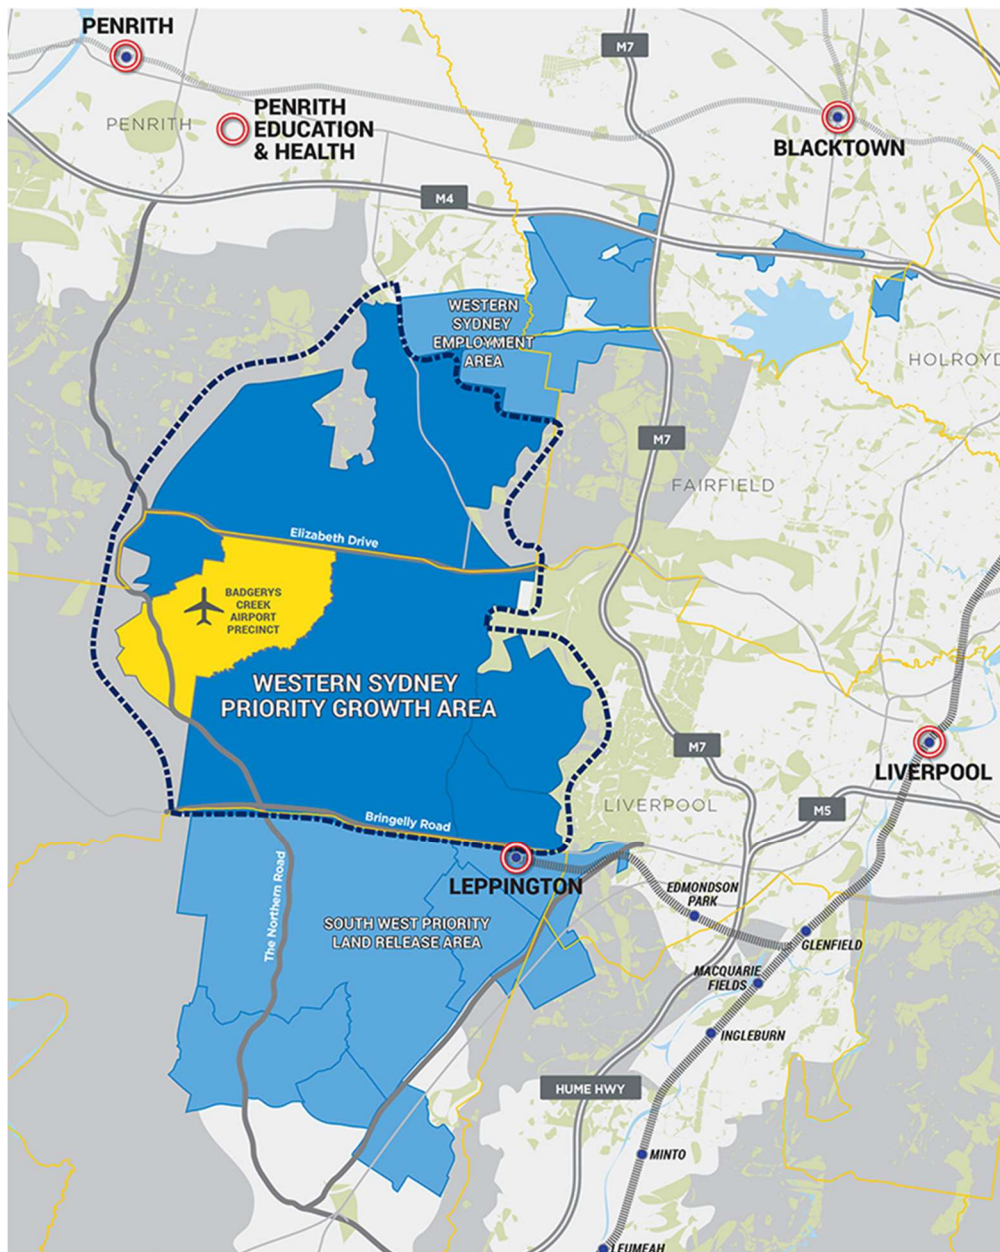 PENRITH
M7
PENRITH
EDUCATION
& HEALTH
PENRITH
BLACKTOWN
M4
WESTERN
SYDNEY
EMPLOYMENT
AREA
HOLROYD
M7
FAIRFIELD
Elizabeth Drive
BADGERYS
CREEK
AIRPORT
PRECINCT
WESTERN SYDNEY
PRIORITY GROWTH AREA
M7
LIVERPOOL
LIVERPOOL
M5
Bringelly Road
LEPPINGTON
The Northern Road
SOUTH WEST PRIORITY
LAND RELEASE AREA
EDMONDSON
PARK
GLENFIELD
MACQUARIE
FIELDS
INGLEBURN
HUME HWY
MINTO
LEUMEAH